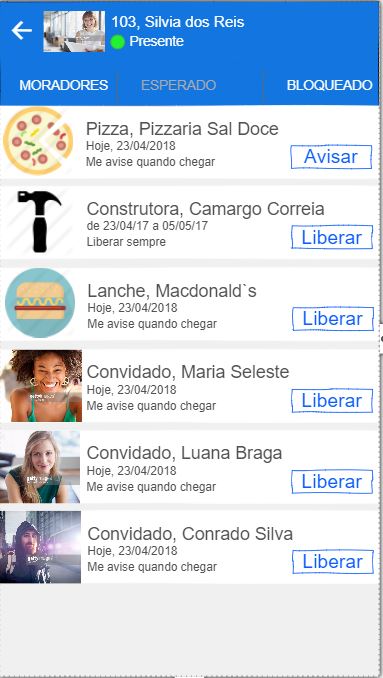 103, Silvia dos Reis
Presente
MORADORES ESPERADO BLOQUEADO
Pizza, Pizzaria Sal Doce
Hoje, 23/04/2018
Me avise quando chegar
Avisar
Construtora, Camargo Correia
de 23/04/17 a 05/05/17
Liberar sempre
Liberar
Lanche, Macdonald`s
Hoje, 23/04/2018
Me avise quando chegar
Liberar
Convidado, Maria Seleste
Hoje, 23/04/2018
Me avise quando chegar
Liberar
Convidado, Luana Braga
Hoje, 23/04/2018
Me avise quando chegar
Liberar
Convidado, Conrado Silva
Hoje, 23/04/2018
Me avise quando chegar
Liberar